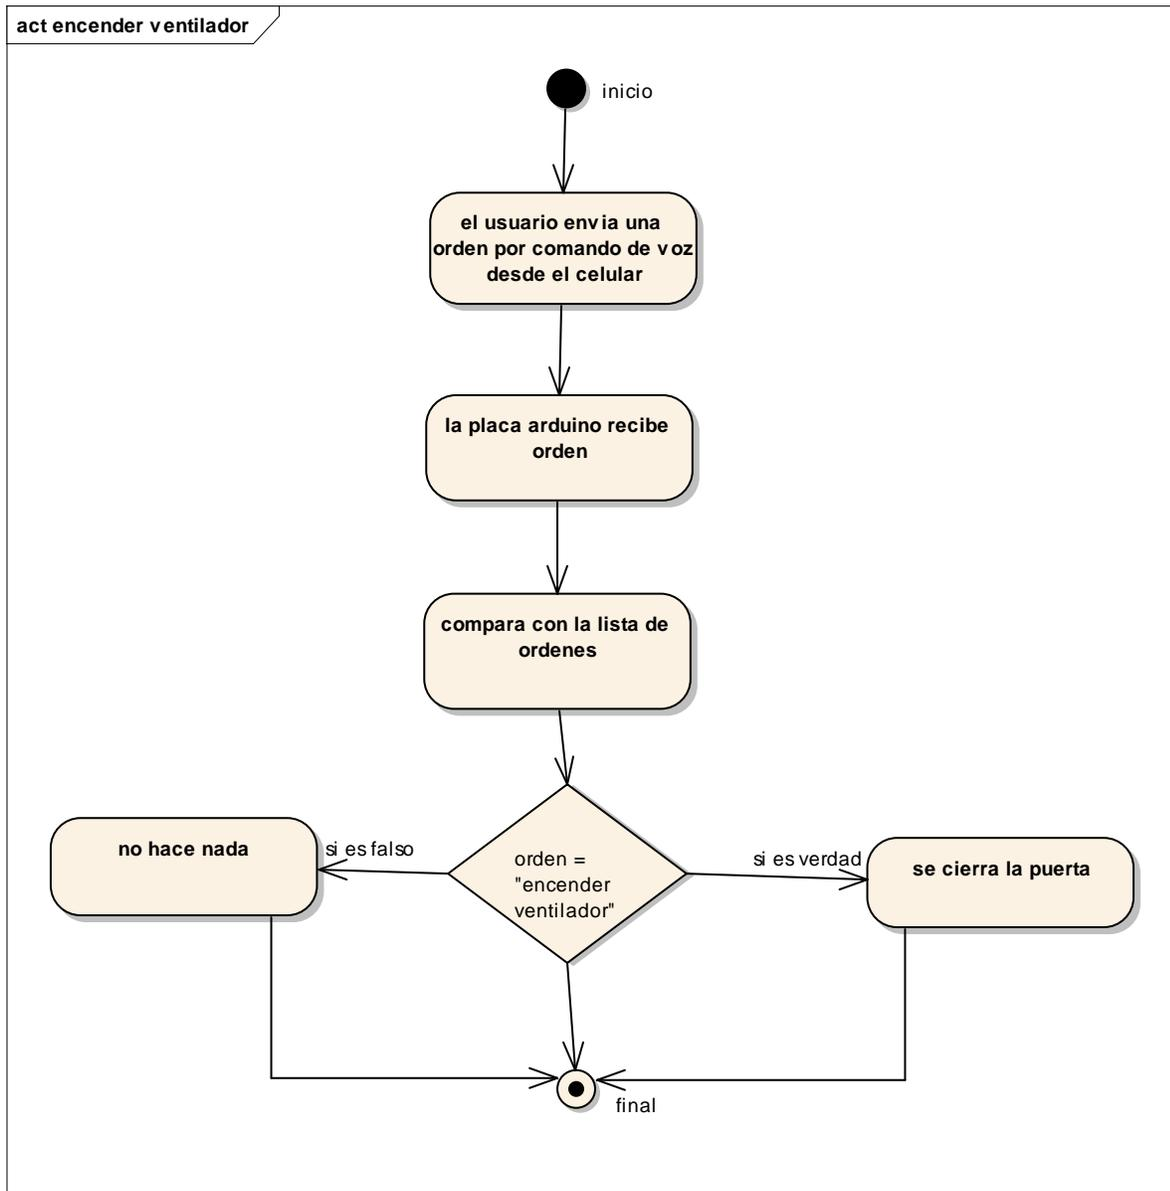 act encender ventilador
inicio
el usuario envia una
orden por comando de voz
desde el celular
la placa arduino recibe
orden
compara con la lista de
ordenes
no hace nada
si es falso
orden =
"encender
ventilador"
si es verdad
se cierra la puerta
final